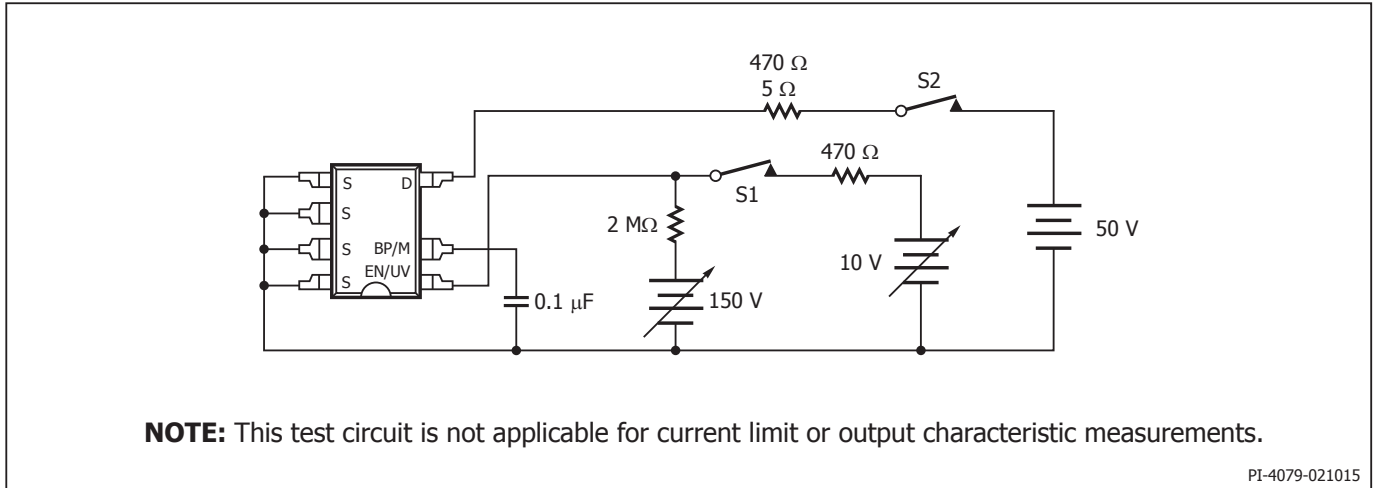 470 Ω
5 Ω
S2
470 Ω
S1
S D
S
S BP/M
EN/UV
S
2 MΩ
10 V
50 V
0.1 µF
150 V
NOTE: This test circuit is not applicable for current limit or output characteristic measurements.
PI-4079-021015